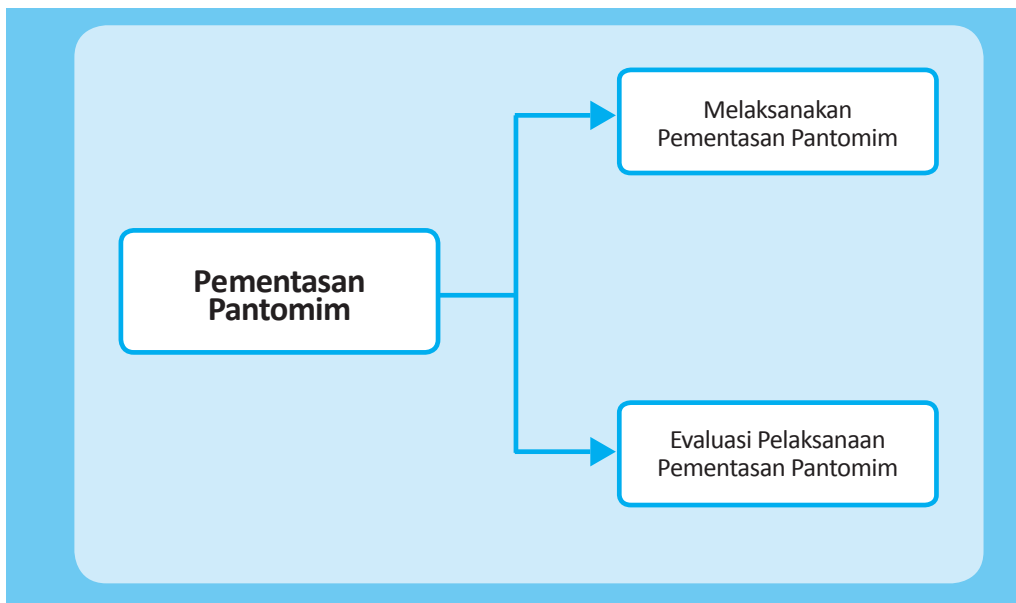 Melaksanakan
Pementasan Pantomim
Pementasan
Pantomim
Evaluasi Pelaksanaan
Pementasan Pantomim